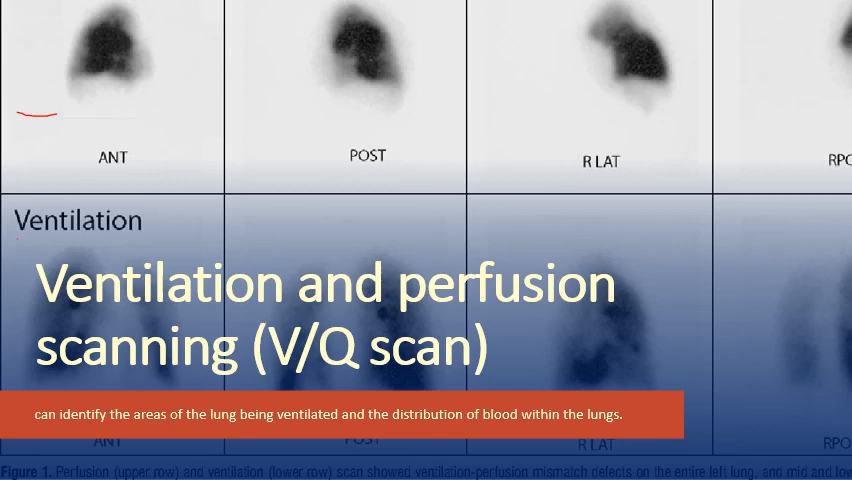 ANT
POST
R LAT
RPO
Ventilation
Ventilation and perfusion
scanning (V/Q scan)
can identify the areas of the lung being ventilated and the distribution of blood within the lungs.
ANT
POST
R LAT
RPO
Figure 1. Perfusion (upper row) and ventilation (lower row) scan showed ventilation-perfusion mismatch defects on the entire left lung, and mid and low